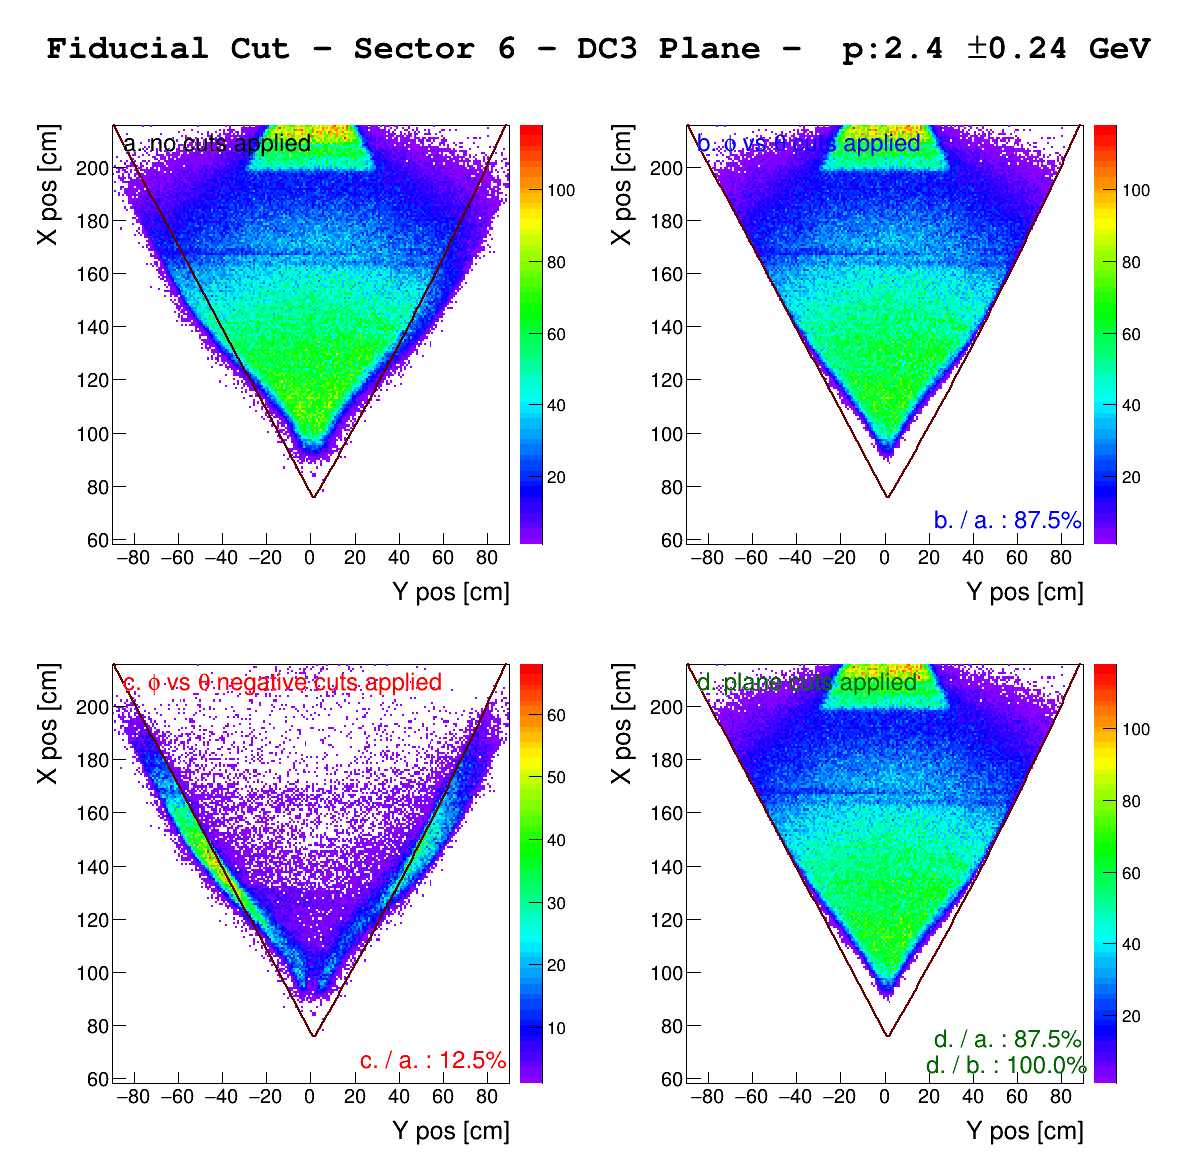 Fiducial Cut – Sector 6 – DC3 Plane – p:2.4 ±0.24 GeV
X pos [cm]
a. no cuts applied
200
180
160
140
120
100
80
60
−80 −60 −40 −20 0 20 40 60 80
Y pos [cm]
100
80
60
40
20
X pos [cm]
b. ϕ vs θ cuts applied
200
180
160
140
120
100
80
60
b. / a. : 87.5%
−80 −60 −40 −20 0 20 40 60 80
Y pos [cm]
100
80
60
40
20
X pos [cm]
c. ϕ vs θ negative cuts applied
200
180
160
140
120
100
80
60
c. / a. : 12.5%
−80 −60 −40 −20 0 20 40 60 80
Y pos [cm]
60
50
40
30
20
10
X pos [cm]
d. plane cuts applied
200
180
160
140
120
100
80
60
d. / a. : 87.5%
d. / b. : 100.0%
−80 −60 −40 −20 0 20 40 60 80
Y pos [cm]
100
80
60
40
20